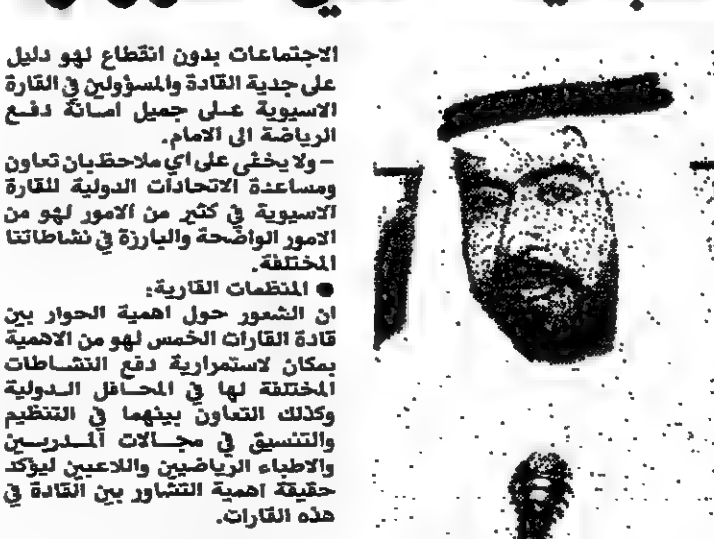 الاجتماعات بدون انقطاع لهو دليل
على جدية القادة والمسؤولين في القارة
الاسيوية على جميل امانة دفع
الرياضة الى الامام.
- ولا يخفى على اي ملاحظ بان تعاون
ومساعدة الاتحادات الدولية للقارة
الاسيوية في كثير من الامور لهو من
الامور الواضحة والبارزة في نشاطاتنا
المختلفة.
● المنظمات القارية:
ان الشعور حول اهمية الحوار بين
قادة القارات الخمس لهو من الاهمية
بمكان لاستمرارية دفع النشاطات
المختلفة لها في المحافل الدولية
وكذلك التعاون بينهما في التنظيم
والتنسيق في مجالات المدربين
والاطباء الرياضيين واللاعبين ليؤكد
حقيقة اهمية التشاور بين القادة في
هذه القارات.